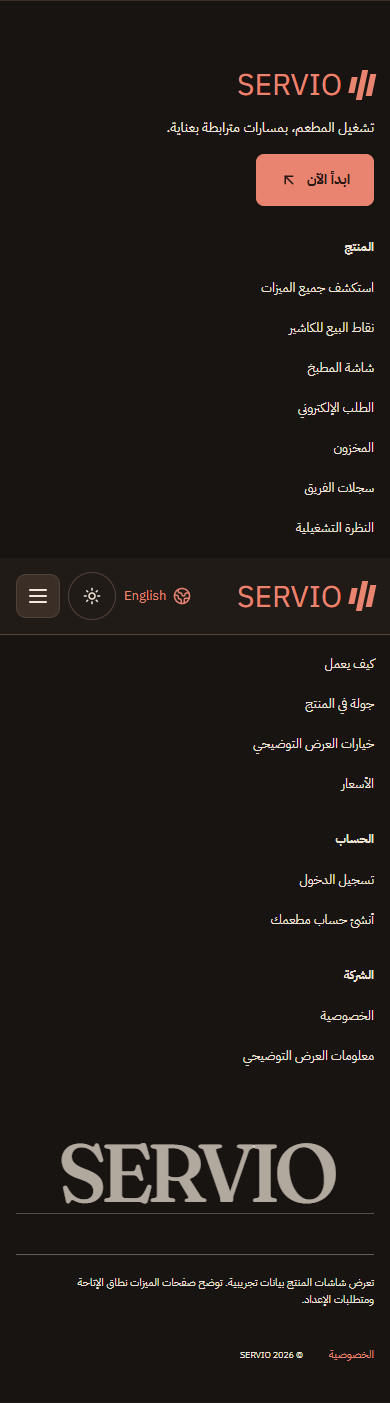 SERVIO
تشغيل المطعم، بمسارات مترابطة بعناية.
ابدأ الآن
المنتج
استكشف جميع الميزات
نقاط البيع للكاشير
شاشة المطبخ
الطلب الإلكتروني
المخزون
سجلات الفريق
النظرة التشغيلية
SERVIO English
كيف يعمل
جولة في المنتج
خيارات العرض التوضيحي
الأسعار
الحساب
تسجيل الدخول
أنشئ حساب مطعمك
الشركة
الخصوصية
معلومات العرض التوضيحي
SERVIO
تعرض شاشات المنتج بيانات تجريبية. توضح صفحات الميزات نطاق الإتاحة
ومتطلبات الإعداد.
الخصوصية © 2026 SERVIO